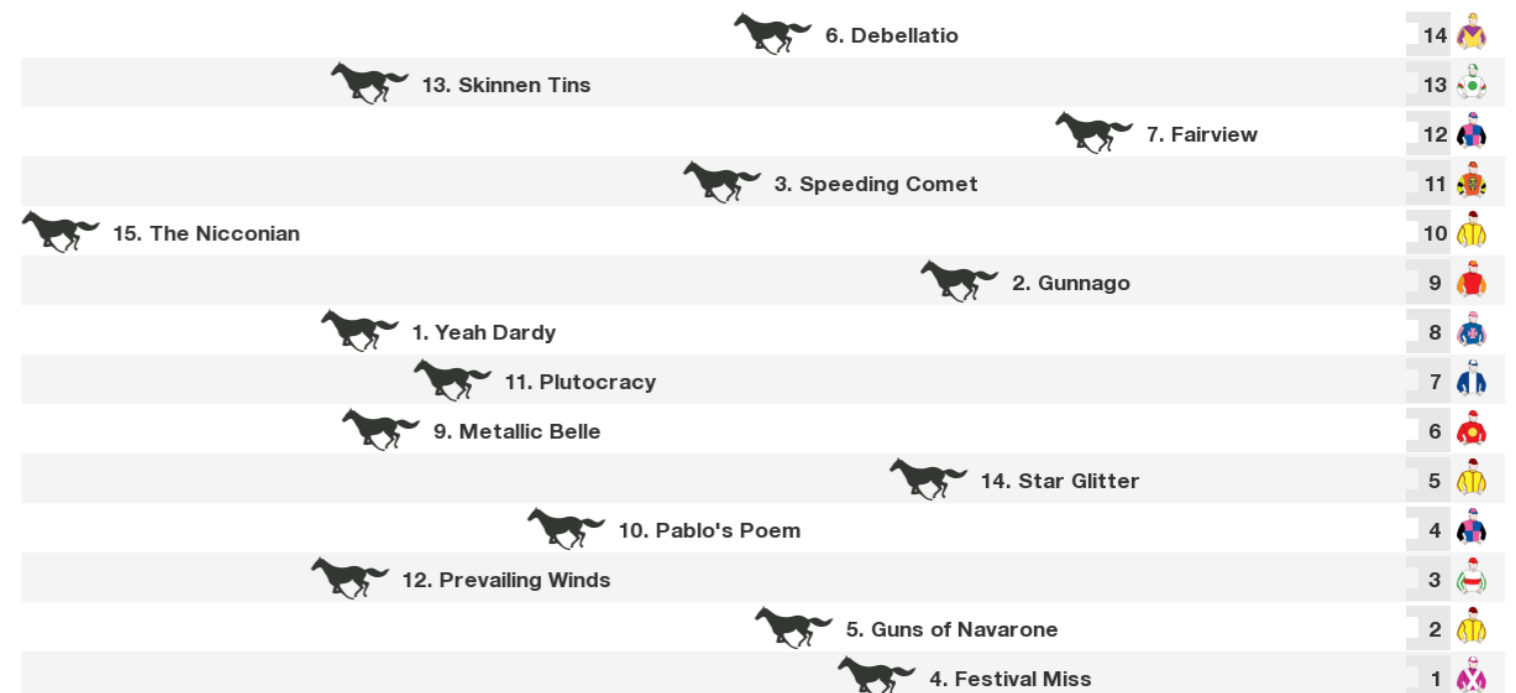 6. Debellatio 14
13. Skinnen Tins 13
7. Fairview 12
3. Speeding Comet 11
15. The Nicconian 10
2. Gunnago 9
1. Yeah Dardy 8
11. Plutocracy 7
9. Metallic Belle 6
14. Star Glitter 5
10. Pablo's Poem 4
12. Prevailing Winds 3
5. Guns of Navarone 2
4. Festival Miss 1